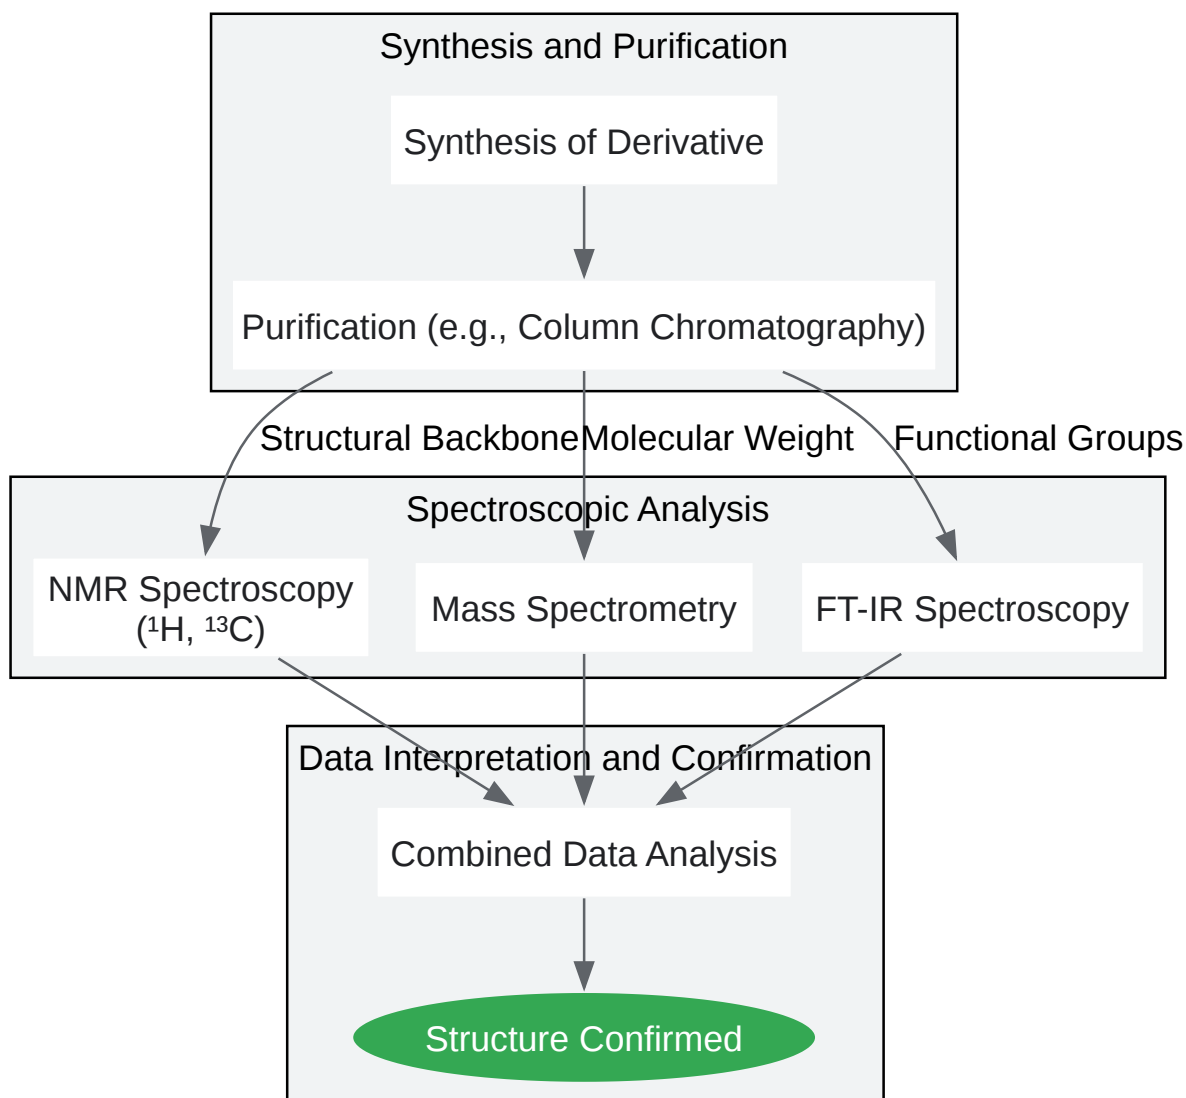 Synthesis and Purification
Synthesis of Derivative
Purification (e.g., Column Chromatography)
Structural Backbone
Molecular Weight
Functional Groups
Spectroscopic Analysis
NMR Spectroscopy
(¹H, ¹³C)
Mass Spectrometry
FT-IR Spectroscopy
Data Interpretation and Confirmation
Combined Data Analysis
Structure Confirmed